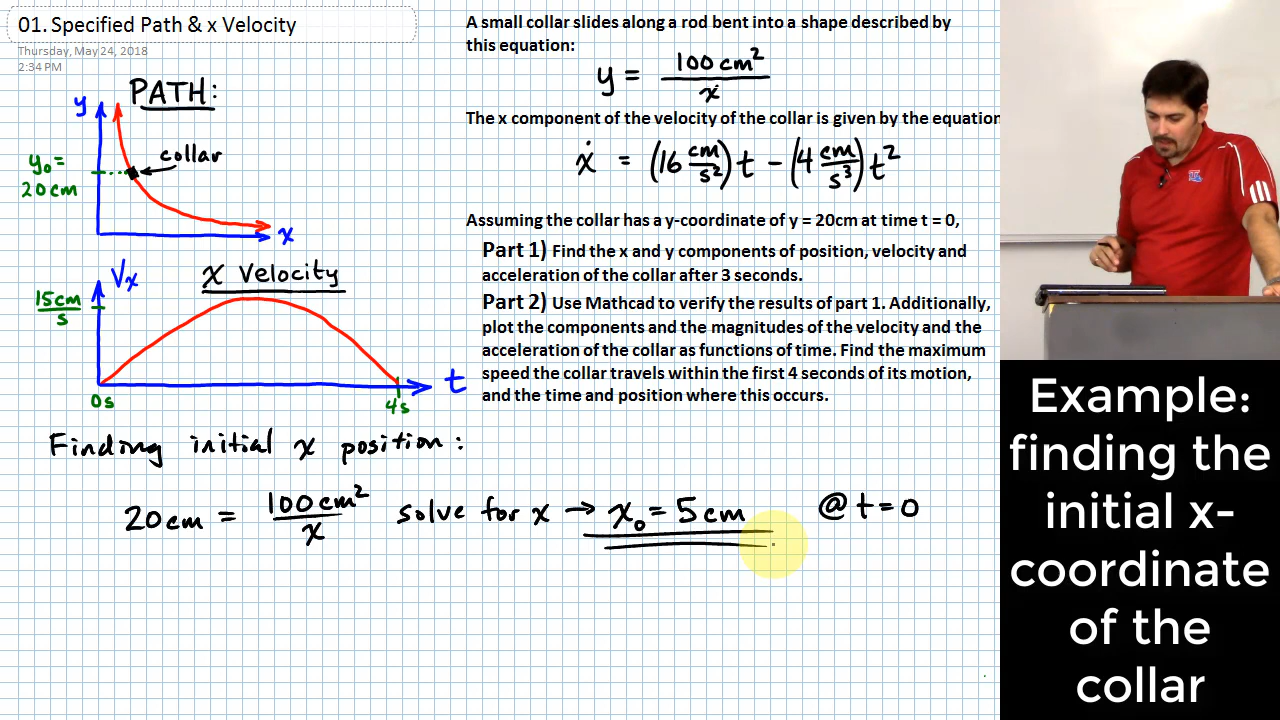 01. Specified Path & x Velocity
Thursday, May 24, 2018
2:34 PM
PATH:
y
collar
y₀ =
20cm
x
Vx
x Velocity
15cm
s
t
0s
4s
A small collar slides along a rod bent into a shape described by
this equation:
y = 100 cm² / x
The x component of the velocity of the collar is given by the equation
ẋ = (16 cm/s²) t − (4 cm/s³) t²
Assuming the collar has a y-coordinate of y = 20cm at time t = 0,
Part 1) Find the x and y components of position, velocity and
acceleration of the collar after 3 seconds.
Part 2) Use Mathcad to verify the results of part 1. Additionally,
plot the components and the magnitudes of the velocity and the
acceleration of the collar as functions of time. Find the maximum
speed the collar travels within the first 4 seconds of its motion,
and the time and position where this occurs.
Finding initial x position:
20cm = 100cm² / x solve for x → x₀ = 5cm @ t = 0
Example:
finding the
initial x-
coordinate
of the
collar